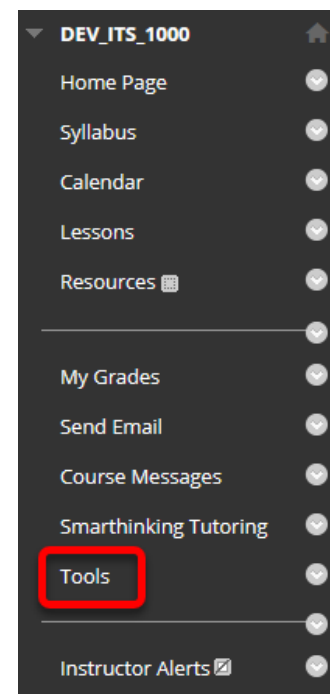 DEV_ITS_1000
Home Page
Syllabus
Calendar
Lessons
Resources
My Grades
Send Email
Course Messages
Smarthinking Tutoring
Tools
Instructor Alerts